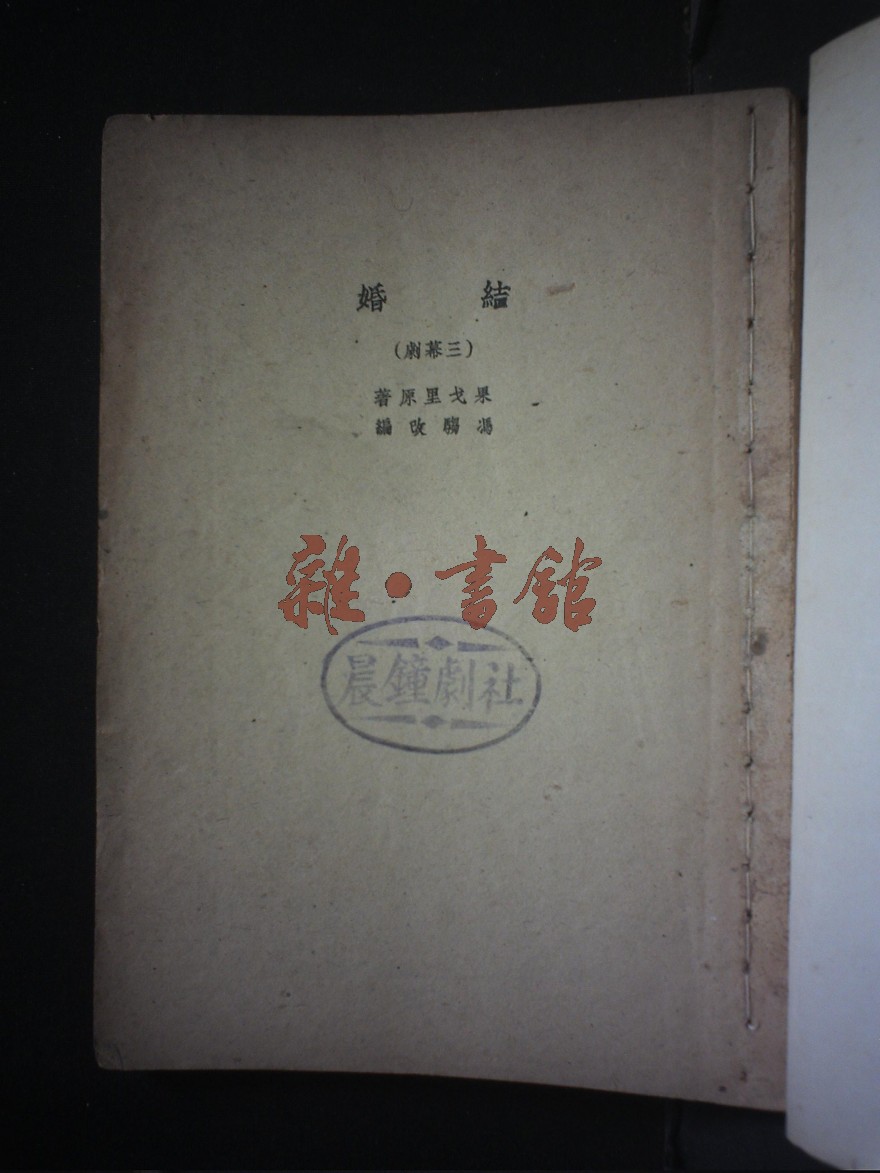 結婚
(三幕劇)
果戈里原著
馮騶改編
雜·書館
晨鐘劇社